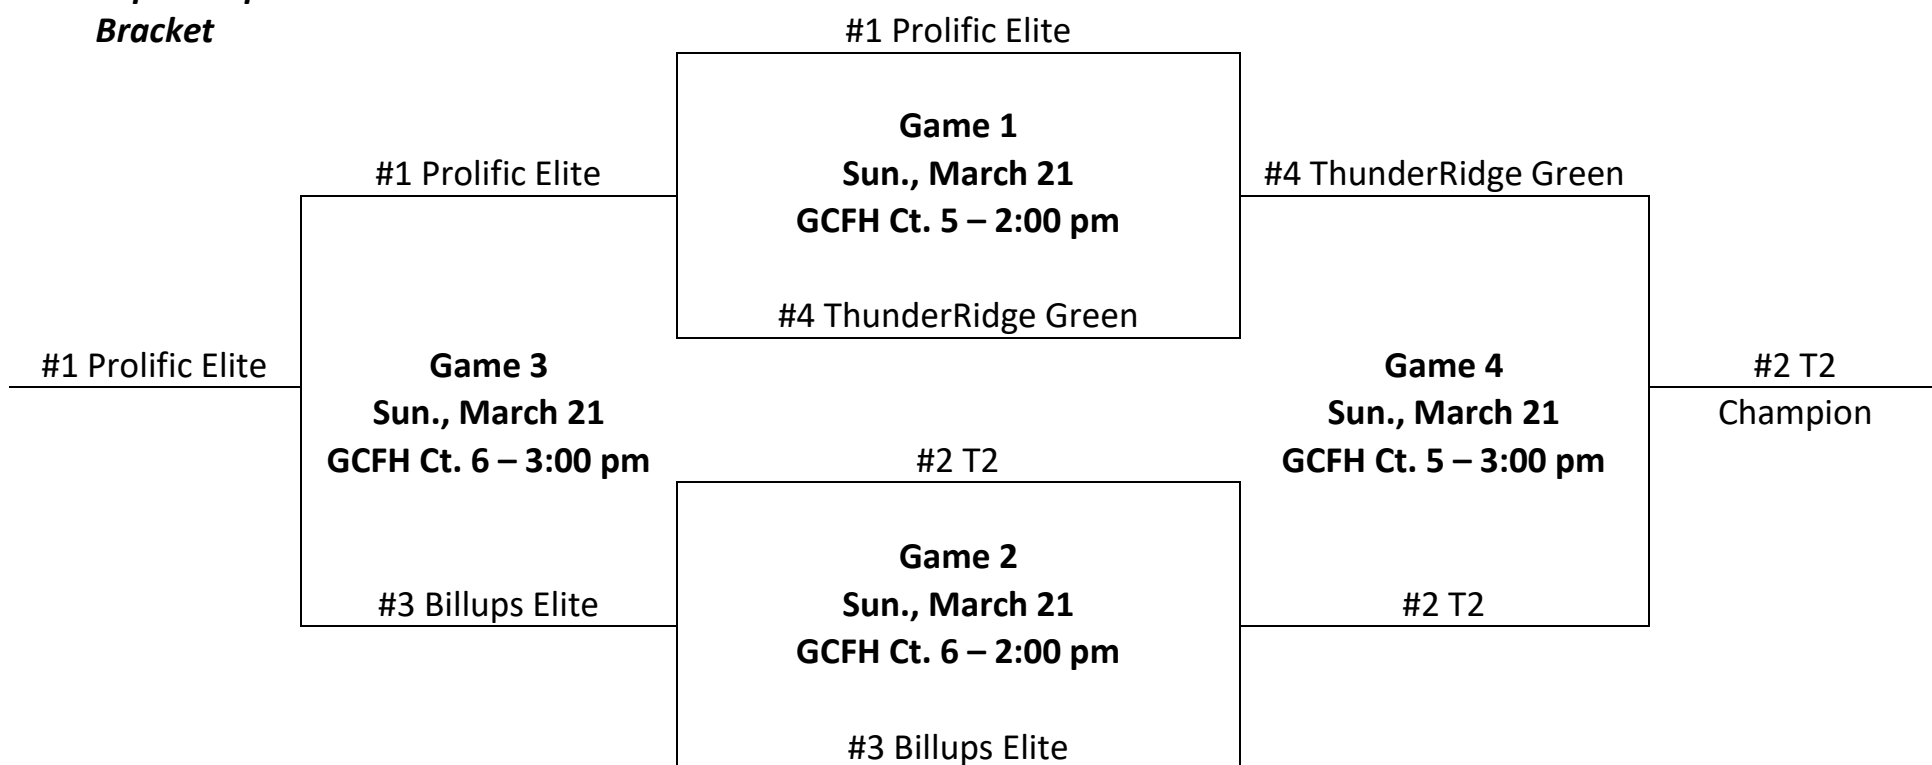 Bracket
#1 Prolific Elite
Game 1
Sun., March 21
GCFH Ct. 5 – 2:00 pm
#1 Prolific Elite
#4 ThunderRidge Green
#4 ThunderRidge Green
#1 Prolific Elite
Game 3
Sun., March 21
GCFH Ct. 6 – 3:00 pm
Game 4
Sun., March 21
GCFH Ct. 5 – 3:00 pm
#2 T2
Champion
#2 T2
Game 2
Sun., March 21
GCFH Ct. 6 – 2:00 pm
#3 Billups Elite
#2 T2
#3 Billups Elite